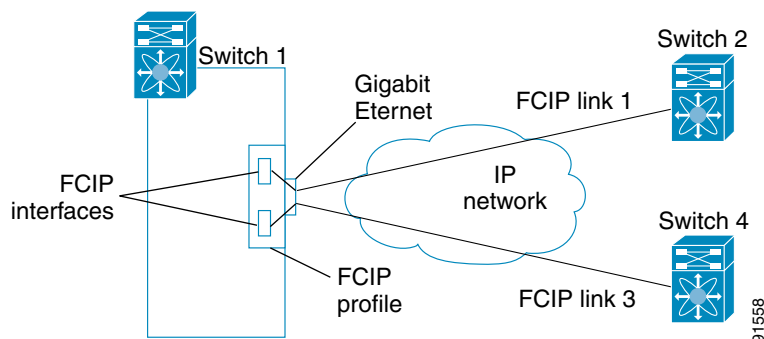 Switch 1
Switch 2
Gigabit
Eternet
FCIP link 1
FCIP
interfaces
IP
network
Switch 4
FCIP
profile
FCIP link 3
91558